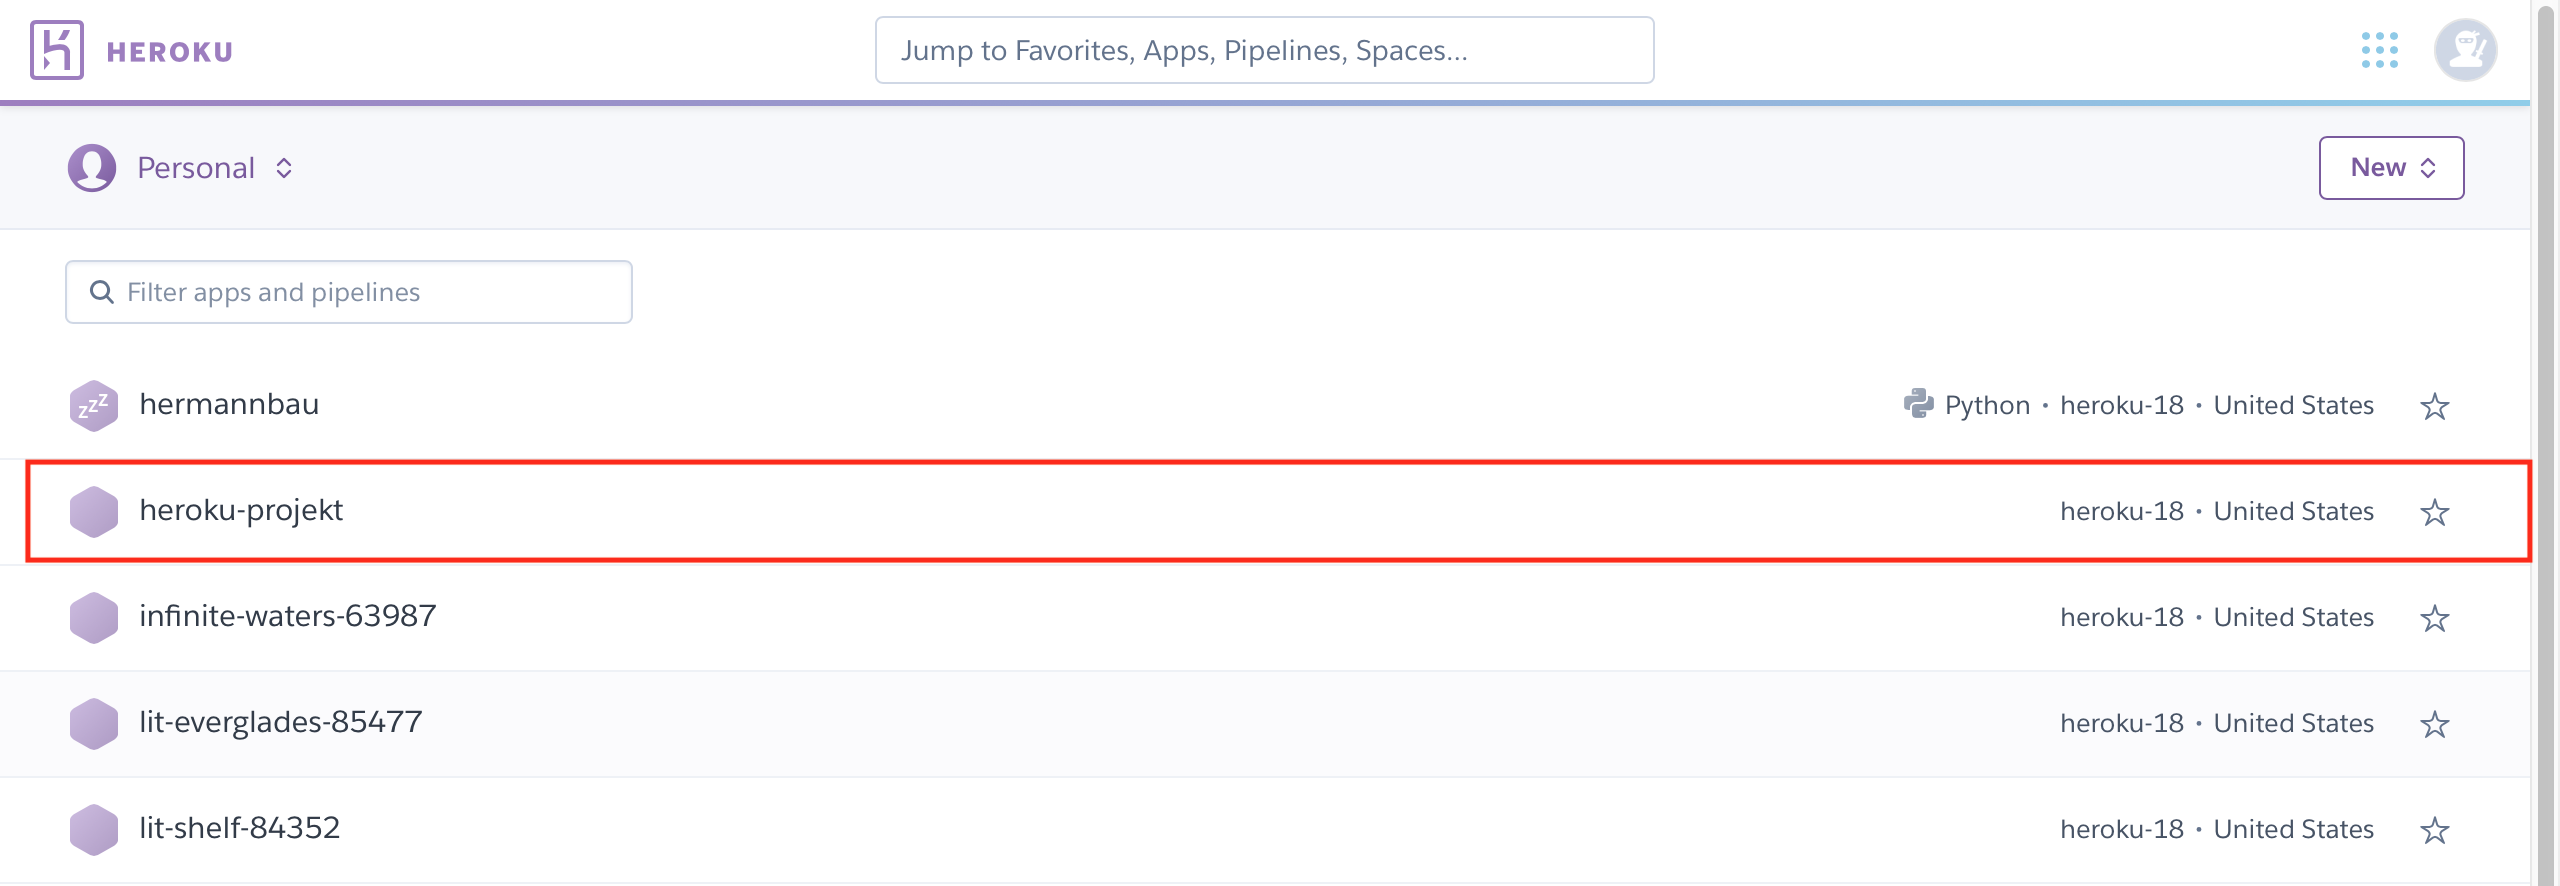 HEROKU
Jump to Favorites, Apps, Pipelines, Spaces...
Personal
New
Filter apps and pipelines
zzz hermannbau Python · heroku-18 · United States
heroku-projekt heroku-18 · United States
infinite-waters-63987 heroku-18 · United States
lit-everglades-85477 heroku-18 · United States
lit-shelf-84352 heroku-18 · United States